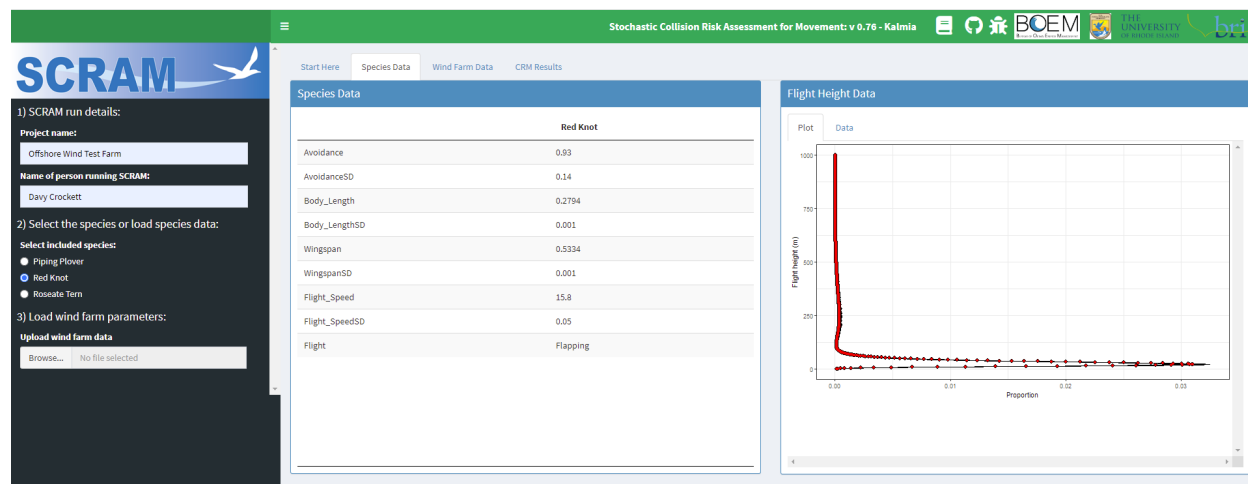 Stochastic Collision Risk Assessment for Movement: v 0.76 - Kalmia
BOEM
Bureau of Ocean Energy Management
THE
UNIVERSITY
OF RHODE ISLAND
bri
SCRAM
1) SCRAM run details:
Project name:
Offshore Wind Test Farm
Name of person running SCRAM:
Davy Crockett
2) Select the species or load species data:
Select included species:
Piping Plover
Red Knot
Roseate Tern
3) Load wind farm parameters:
Upload wind farm data
Browse... No file selected
Start Here Species Data Wind Farm Data CRM Results
Species Data
Red Knot
Avoidance 0.93
AvoidanceSD 0.14
Body_Length 0.2794
Body_LengthSD 0.001
Wingspan 0.5334
WingspanSD 0.001
Flight_Speed 15.8
Flight_SpeedSD 0.05
Flight Flapping
Flight Height Data
Plot Data
Flight height (m)
1000
750
500
250
0
0.00 0.01 0.02 0.03
Proportion